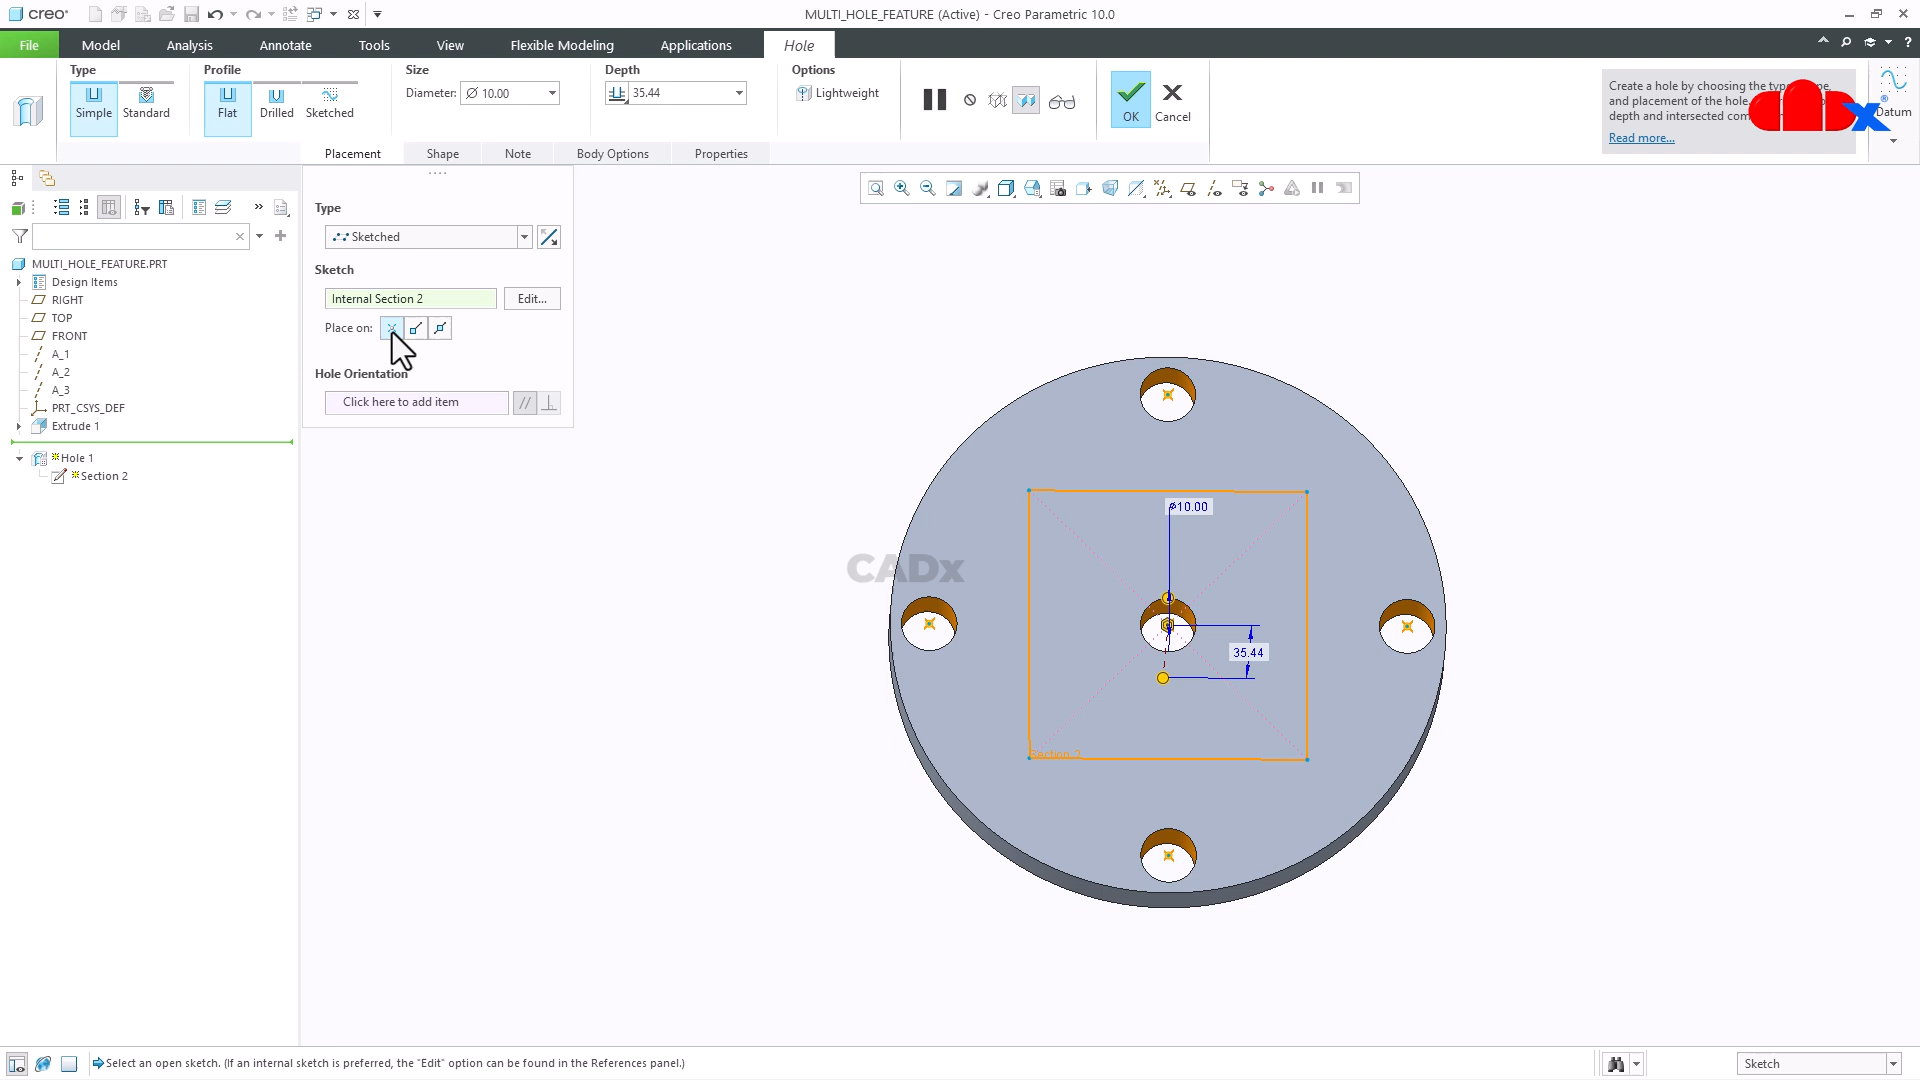 creo°
MULTI_HOLE_FEATURE (Active) - Creo Parametric 10.0
File
Model
Analysis
Annotate
Tools
View
Flexible Modeling
Applications
Hole
Type
Simple
Standard
Profile
Flat
Drilled
Sketched
Size
Diameter:
Ø 10.00
Depth
35.44
Options
Lightweight
OK
Cancel
Create a hole by choosing the type,
and placement of the hole.
depth and intersected com
Read more...
Datum
Placement
Shape
Note
Body Options
Properties
MULTI_HOLE_FEATURE.PRT
Design Items
RIGHT
TOP
FRONT
A_1
A_2
A_3
PRT_CSYS_DEF
Extrude 1
Hole 1
Section 2
Type
Sketched
Sketch
Internal Section 2
Edit...
Place on:
Hole Orientation
Click here to add item
Ø10.00
35.44
CADx
Section 2
Select an open sketch. (If an internal sketch is preferred, the "Edit" option can be found in the References panel.)
Sketch